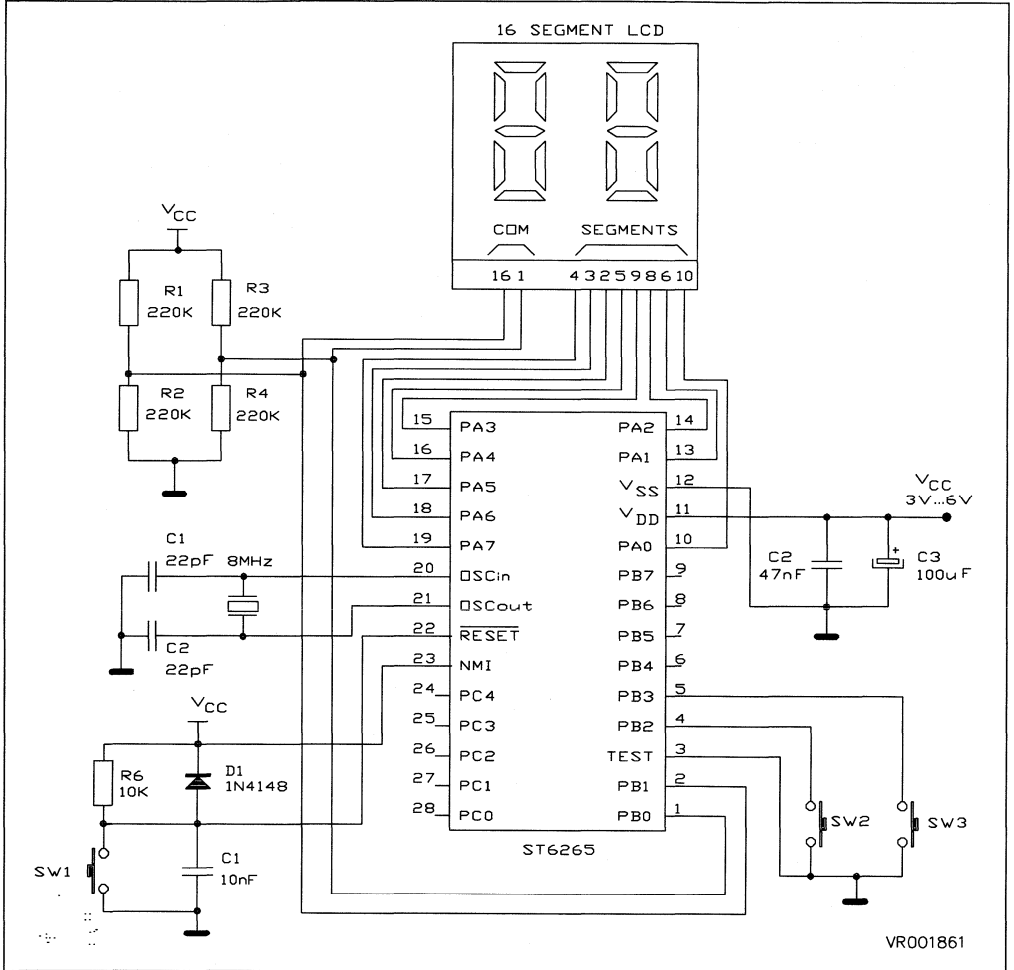 16 SEGMENT LCD
COM SEGMENTS
16 1 4 3 2 5 9 8 6 10
VCC
R1
220K
R3
220K
R2
220K
R4
220K
15 PA3 PA2 14
16 PA4 PA1 13
17 PA5 VSS 12
18 PA6 VDD 11
19 PA7 PA0 10
20 OSCin PB7 9
21 OSCout PB6 8
22 RESET PB5 7
23 NMI PB4 6
24 PC4 PB3 5
25 PC3 PB2 4
26 PC2 TEST 3
27 PC1 PB1 2
28 PC0 PB0 1
ST6265
VCC
3V...6V
C2
47nF
+
C3
100uF
C1
22pF
8MHz
C2
22pF
VCC
R6
10K
D1
1N4148
SW1
C1
10nF
SW2
SW3
VR001861